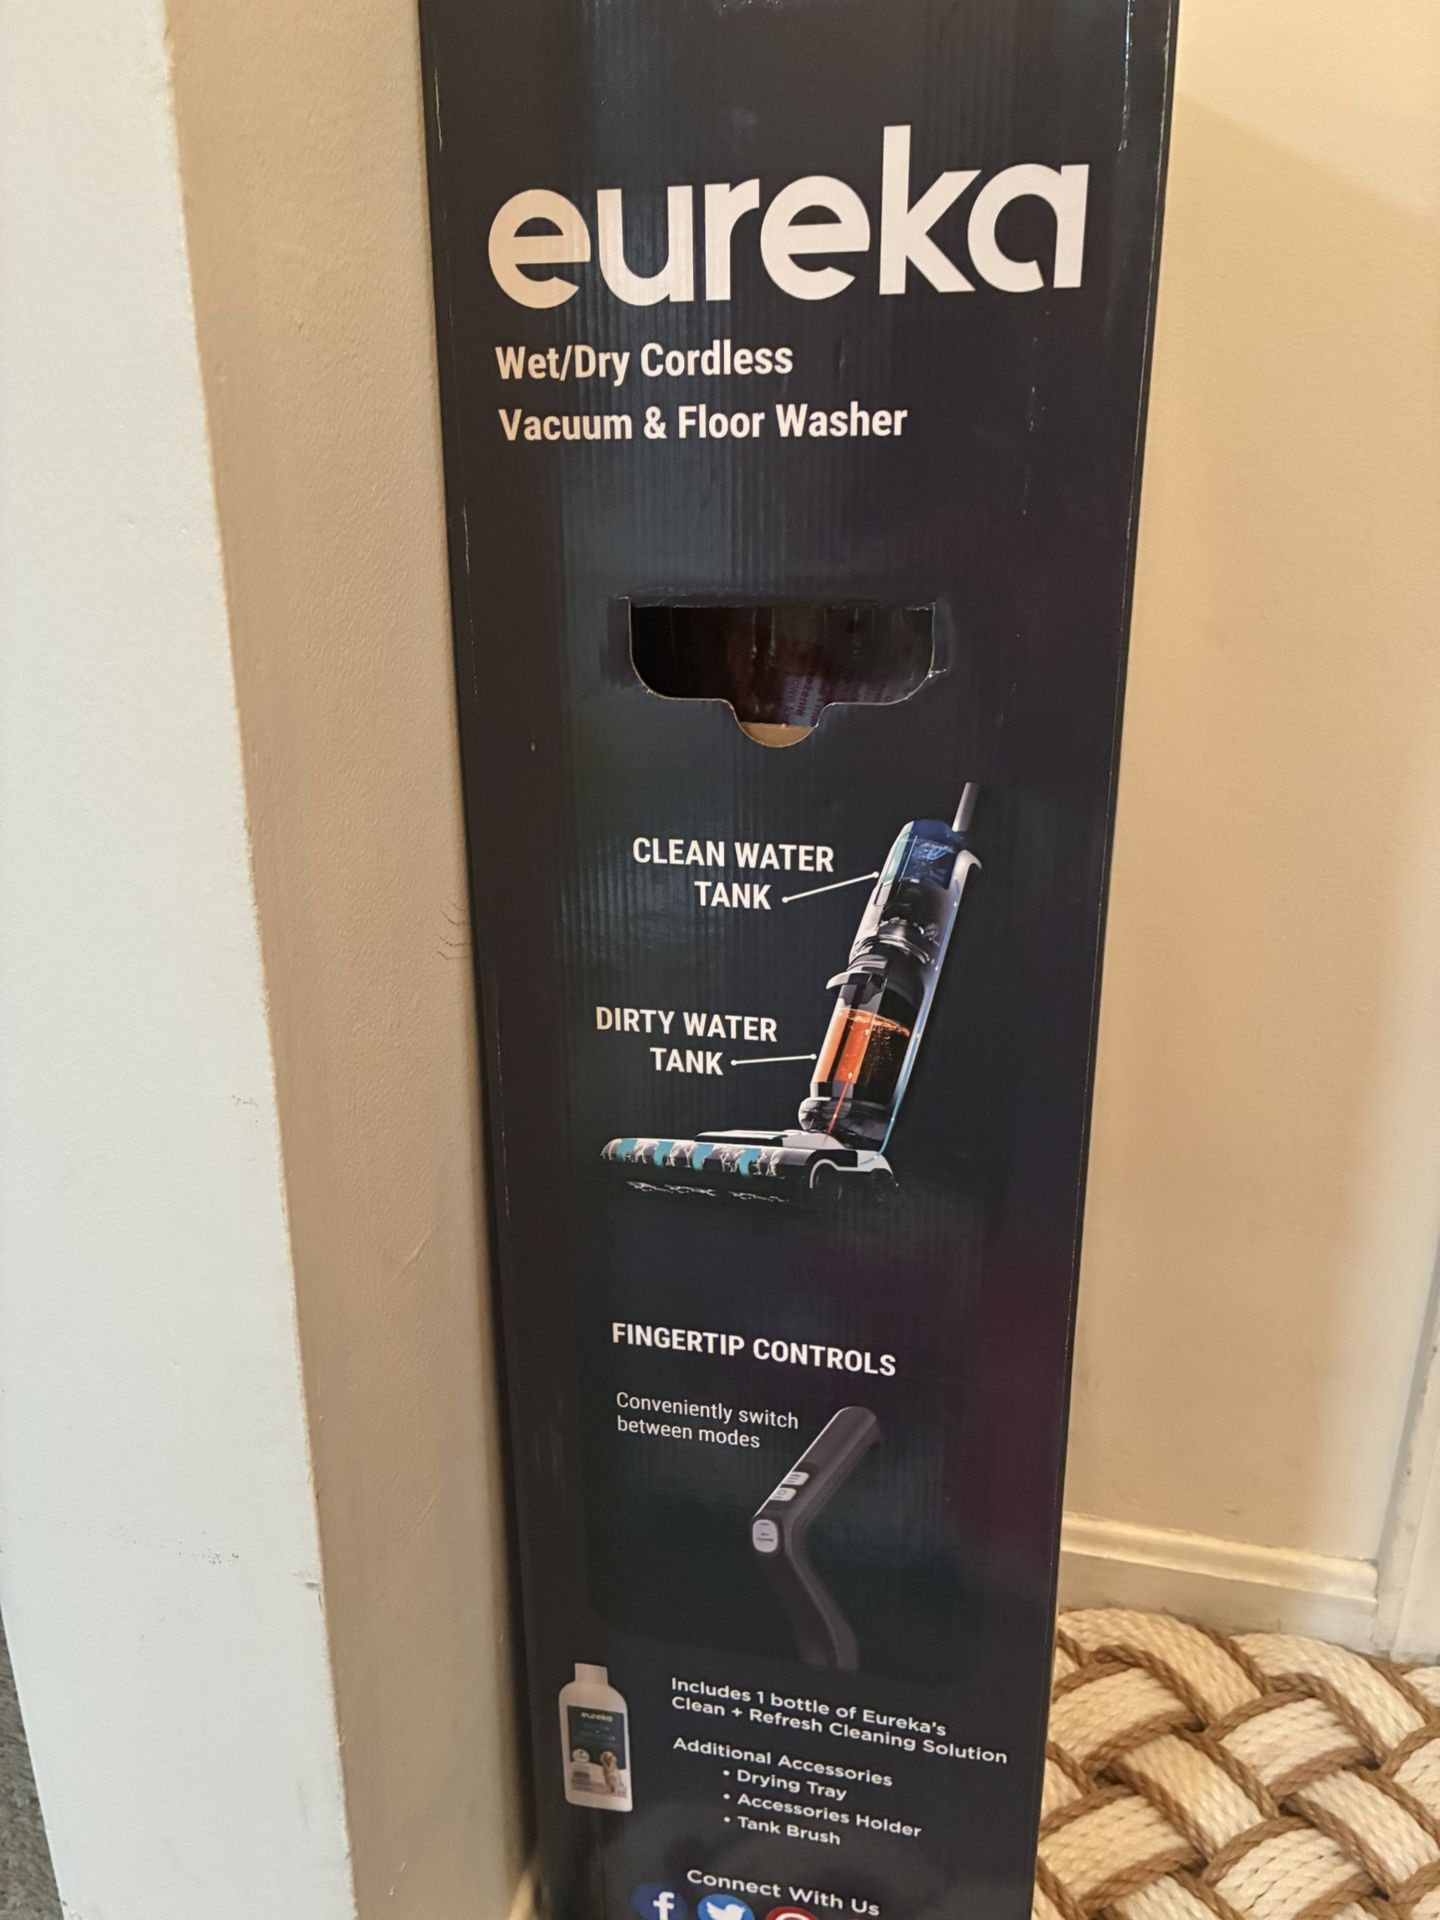 eureka
Wet/Dry Cordless
Vacuum & Floor Washer
CLEAN WATER
TANK
DIRTY WATER
TANK
FINGERTIP CONTROLS
Conveniently switch
between modes
eureka
Includes 1 bottle of Eureka's
Clean + Refresh Cleaning Solution
Additional Accessories
• Drying Tray
• Accessories Holder
• Tank Brush
Connect With Us